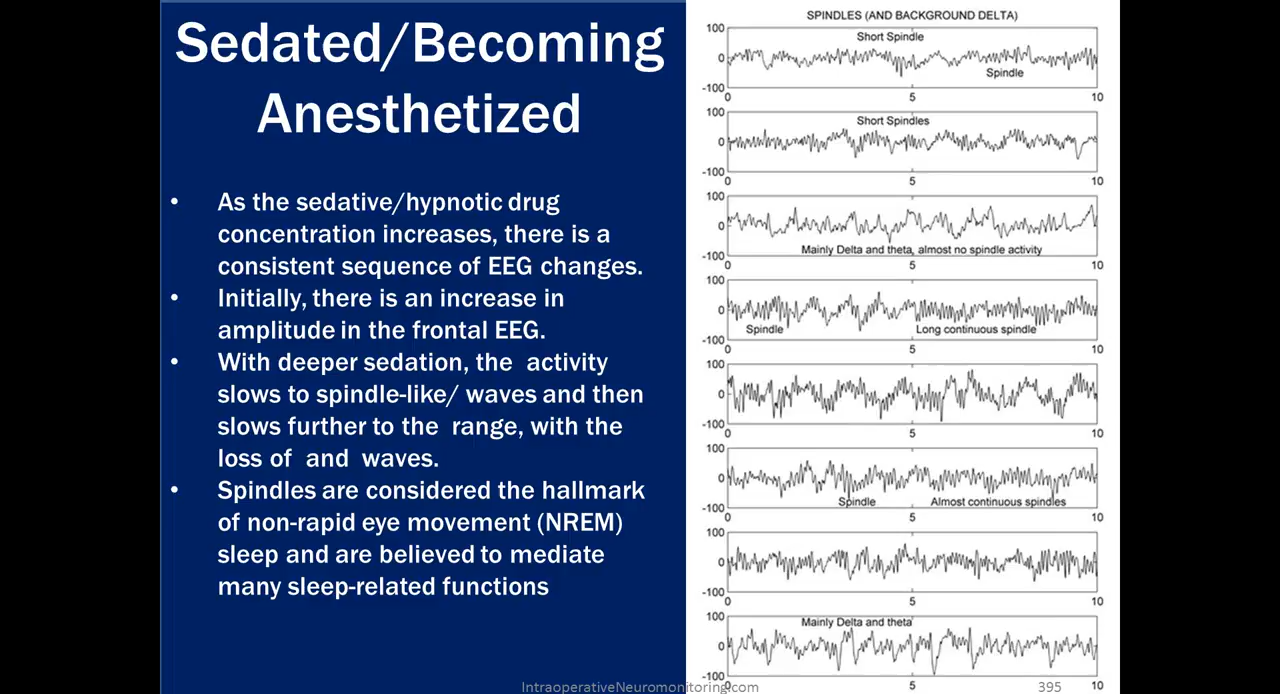 Sedated/Becoming
Anesthetized
• As the sedative/hypnotic drug
concentration increases, there is a
consistent sequence of EEG changes.
• Initially, there is an increase in
amplitude in the frontal EEG.
• With deeper sedation, the activity
slows to spindle-like/ waves and then
slows further to the range, with the
loss of and waves.
• Spindles are considered the hallmark
of non-rapid eye movement (NREM)
sleep and are believed to mediate
many sleep-related functions
SPINDLES (AND BACKGROUND DELTA)
100
Short Spindle
0
Spindle
-100
0 5 10
100
Short Spindles
0
-100
0 5 10
100
0
Mainly Delta and theta, almost no spindle activity
-100
0 5 10
100
0
Spindle Long continuous spindle
-100
0 5 10
100
0
-100
0 5 10
100
0
Spindle Almost continuous spindles
-100
0 5 10
100
0
-100
0 5 10
100
Mainly Delta and theta
0
-100
0 5 10
IntraoperativeNeuromonitoring.com 395